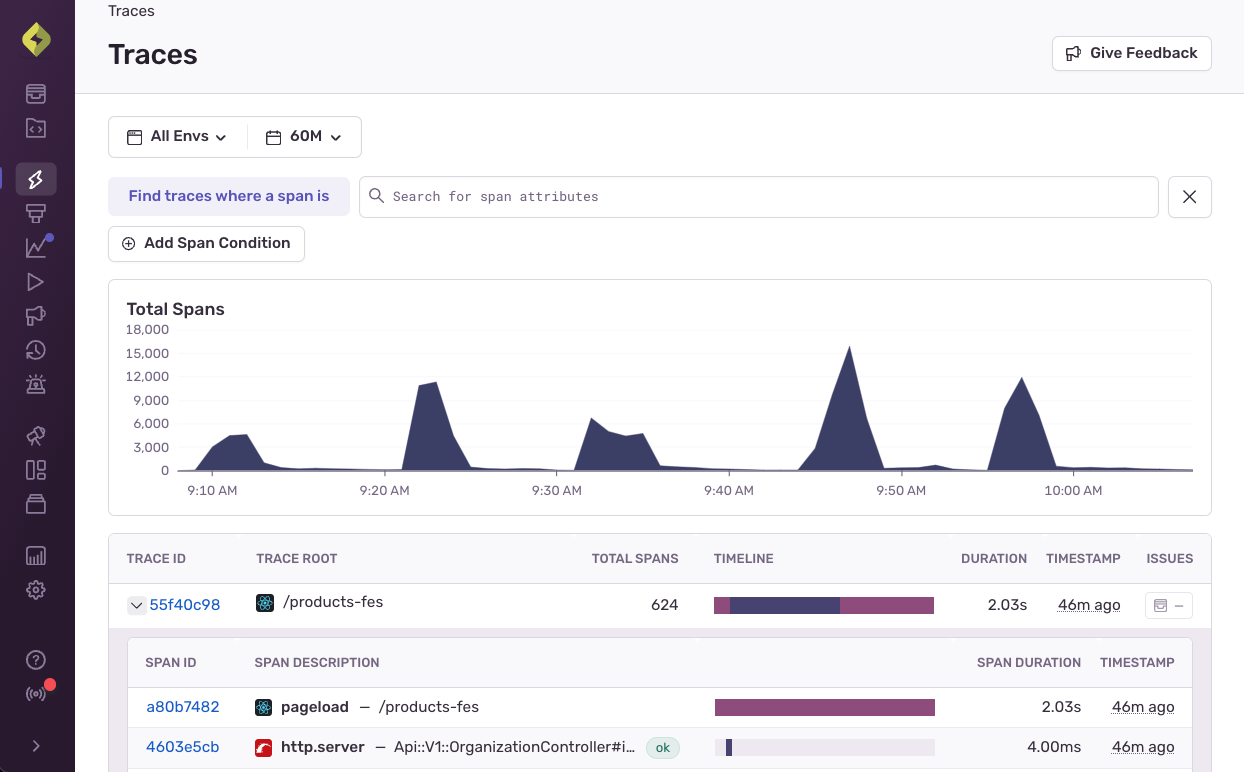 Traces
Traces
Give Feedback
All Envs
60M
Find traces where a span is
Search for span attributes
Add Span Condition
Total Spans
18,000
15,000
12,000
9,000
6,000
3,000
0
9:10 AM 9:20 AM 9:30 AM 9:40 AM 9:50 AM 10:00 AM
TRACE ID TRACE ROOT TOTAL SPANS TIMELINE DURATION TIMESTAMP ISSUES
55f40c98 /products-fes 624 2.03s 46m ago –
SPAN ID SPAN DESCRIPTION SPAN DURATION TIMESTAMP
a80b7482 pageload — /products-fes 2.03s 46m ago
4603e5cb http.server — Api::V1::OrganizationController#i… ok 4.00ms 46m ago